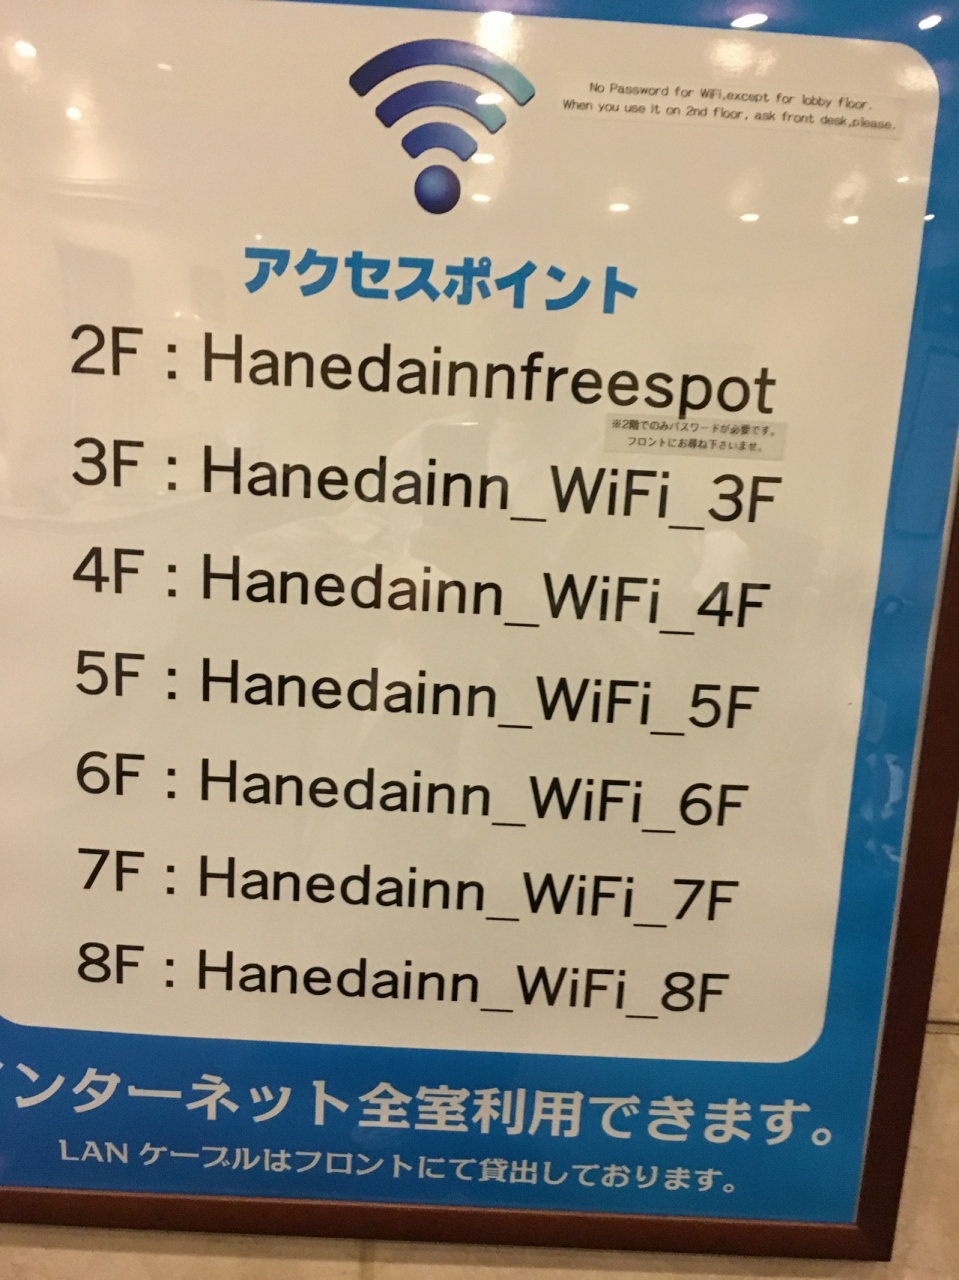 No Password for WiFi,except for lobby floor.
When you use it on 2nd floor, ask front desk,please.
アクセスポイント
2F : Hanedainnfreespot
※2階でのみパスワードが必要です。
フロントにお尋ね下さいませ。
3F : Hanedainn_WiFi_3F
4F : Hanedainn_WiFi_4F
5F : Hanedainn_WiFi_5F
6F : Hanedainn_WiFi_6F
7F : Hanedainn_WiFi_7F
8F : Hanedainn_WiFi_8F
インターネット全室利用できます。
LANケーブルはフロントにて貸出しております。